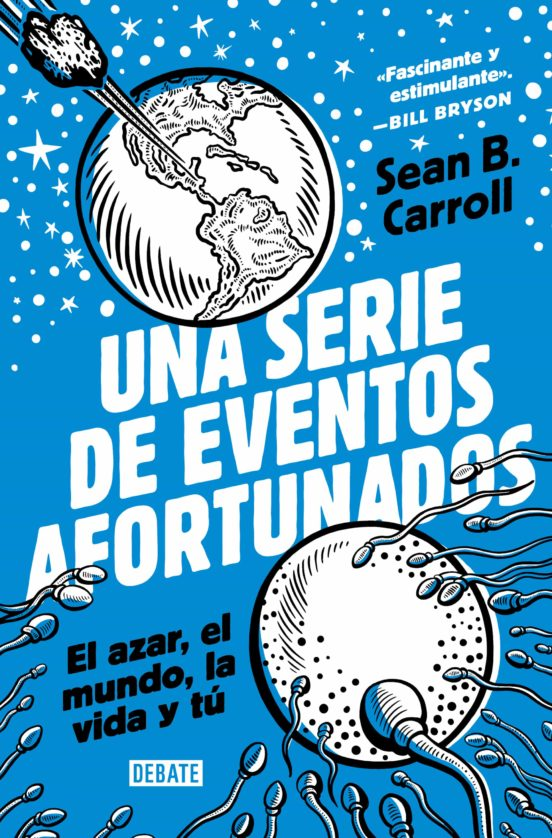 «Fascinante y
estimulante».
—BILL BRYSON
Sean B.
Carroll
UNA SERIE
DE EVENTOS
AFORTUNADOS
El azar, el
mundo, la
vida y tú
DEBATE